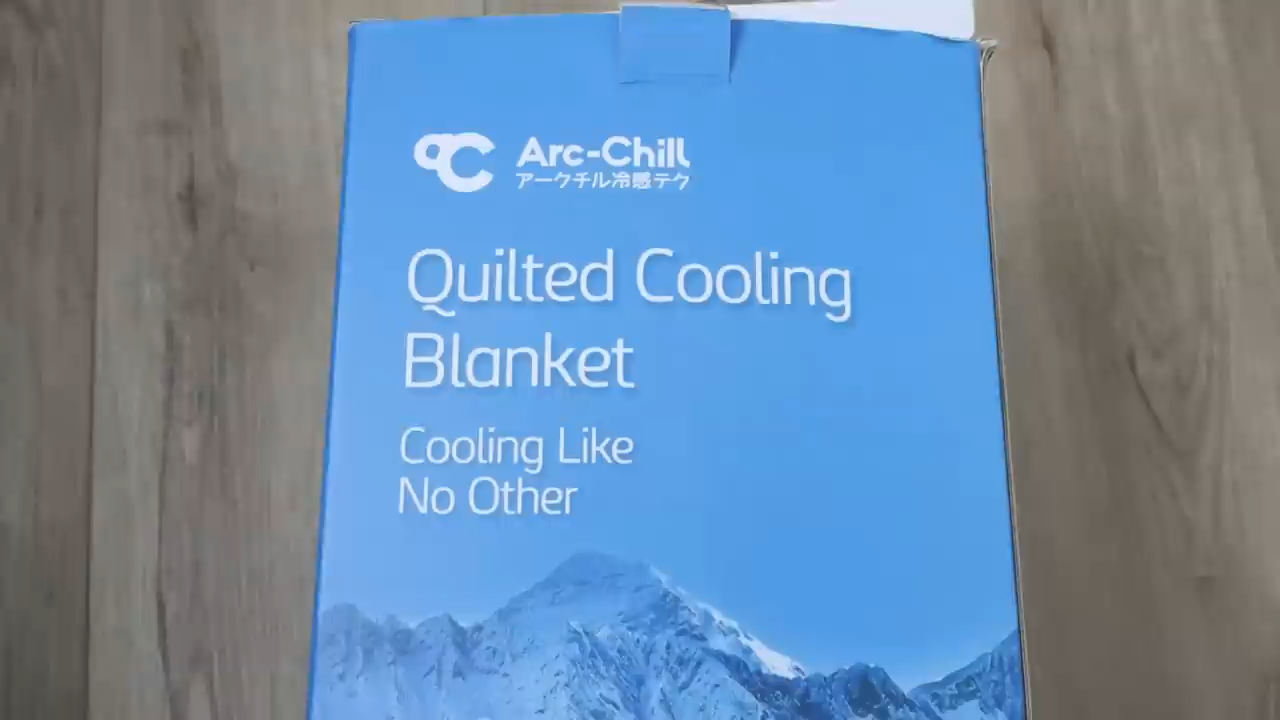 Arc-Chill
アークチル冷感テク
Quilted Cooling
Blanket
Cooling Like
No Other